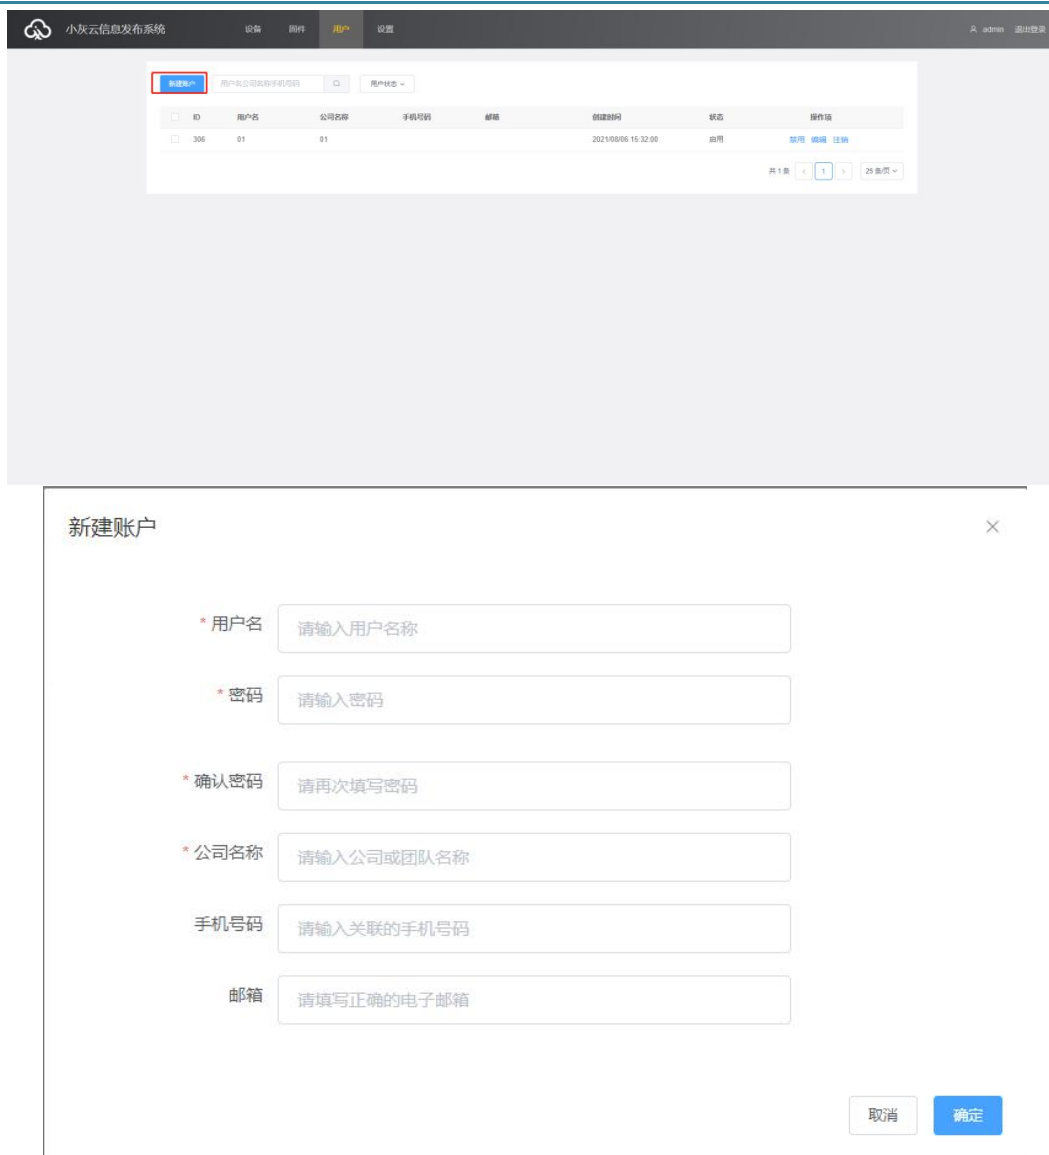 小灰云信息发布系统 设备 固件 用户 设置 admin 退出登录
新建账户 用户名公司名称手机号码 用户状态
ID 用户名 公司名称 手机号码 邮箱 创建时间 状态 操作项
306 01 01 2021/08/06 15:32:00 启用 禁用 编辑 注销
共 1 条 < 1 > 25 条/页
新建账户
* 用户名 请输入用户名称
* 密码 请输入密码
* 确认密码 请再次填写密码
* 公司名称 请输入公司或团队名称
手机号码 请输入关联的手机号码
邮箱 请填写正确的电子邮箱
取消 确定